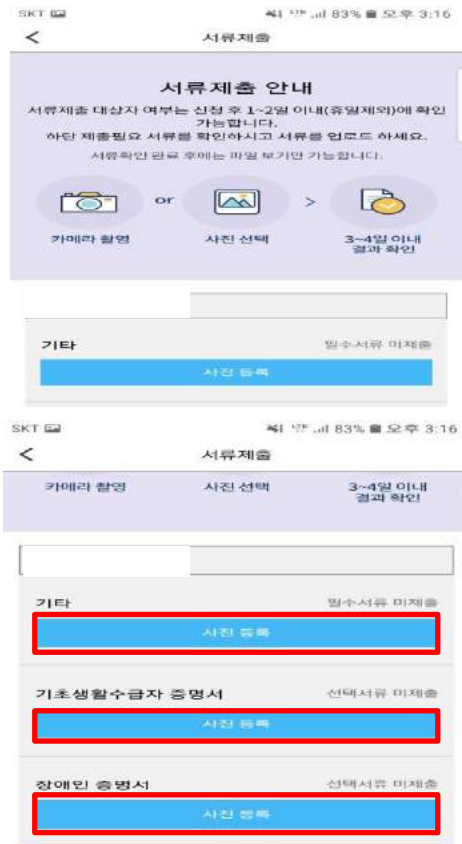 SKT 83% 오후 3:16
< 서류제출
서류제출 안내
서류제출 대상자 여부는 신청 후 1~2일 이내(휴일제외)에 확인
가능합니다.
하단 제출필요 서류를 확인하시고 서류를 업로드 하세요.
서류확인 완료 후에는 파일 보기만 가능합니다.
or >
카메라 촬영 사진 선택 3~4일 이내
결과 확인
기타 필수서류 미제출
사진 등록
SKT 83% 오후 3:16
< 서류제출
카메라 촬영 사진 선택 3~4일 이내
결과 확인
기타 필수서류 미제출
사진 등록
기초생활수급자 증명서 선택서류 미제출
사진 등록
장애인 증명서 선택서류 미제출
사진 등록